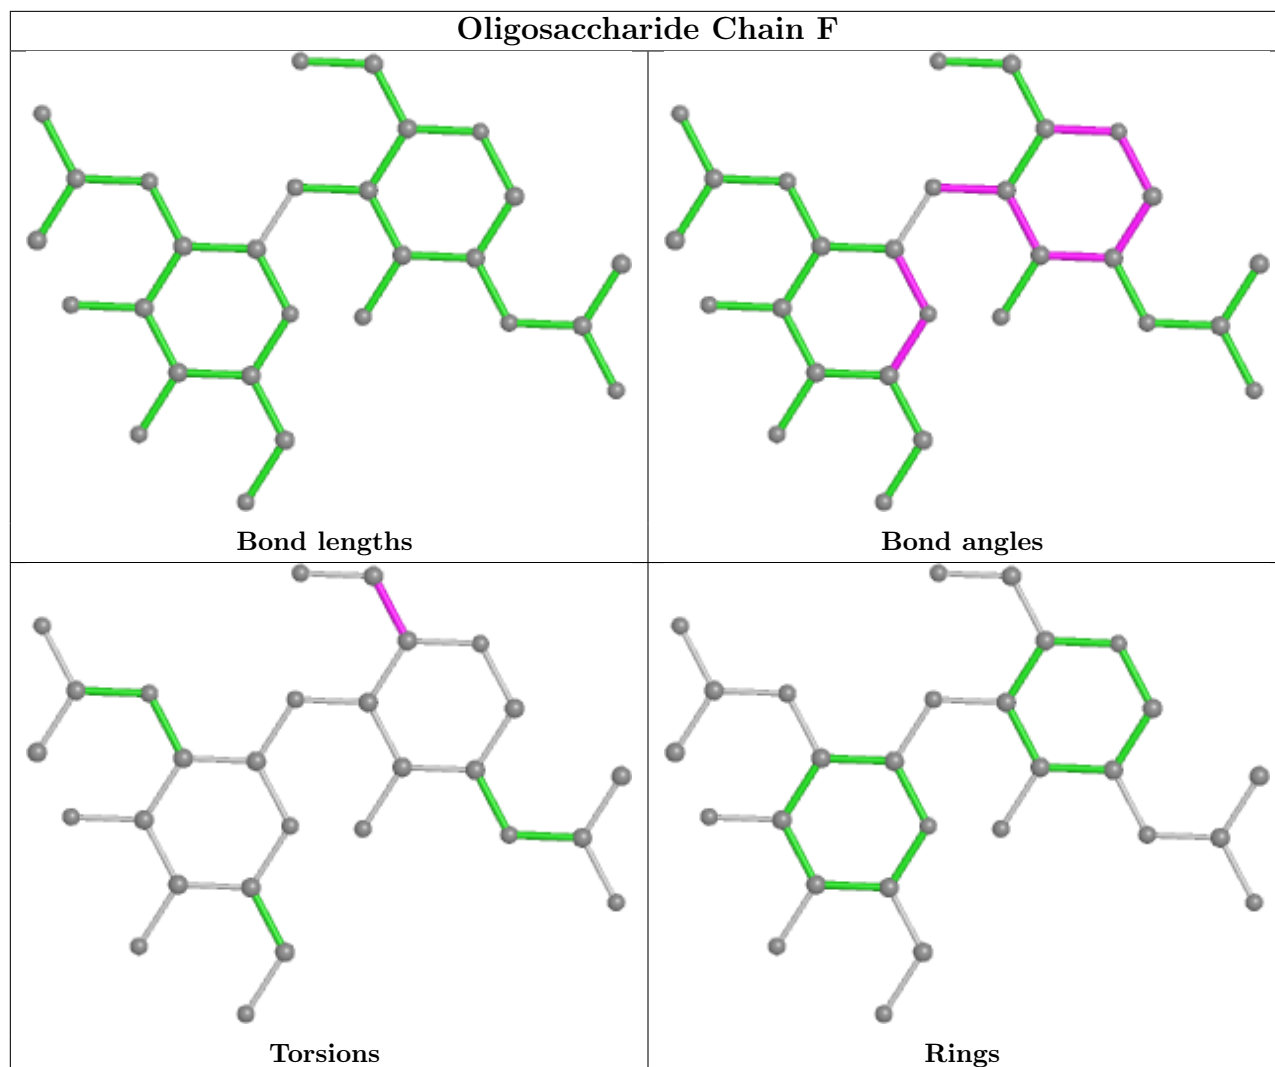 Oligosaccharide Chain F
Bond lengths
Bond angles
Torsions
Rings